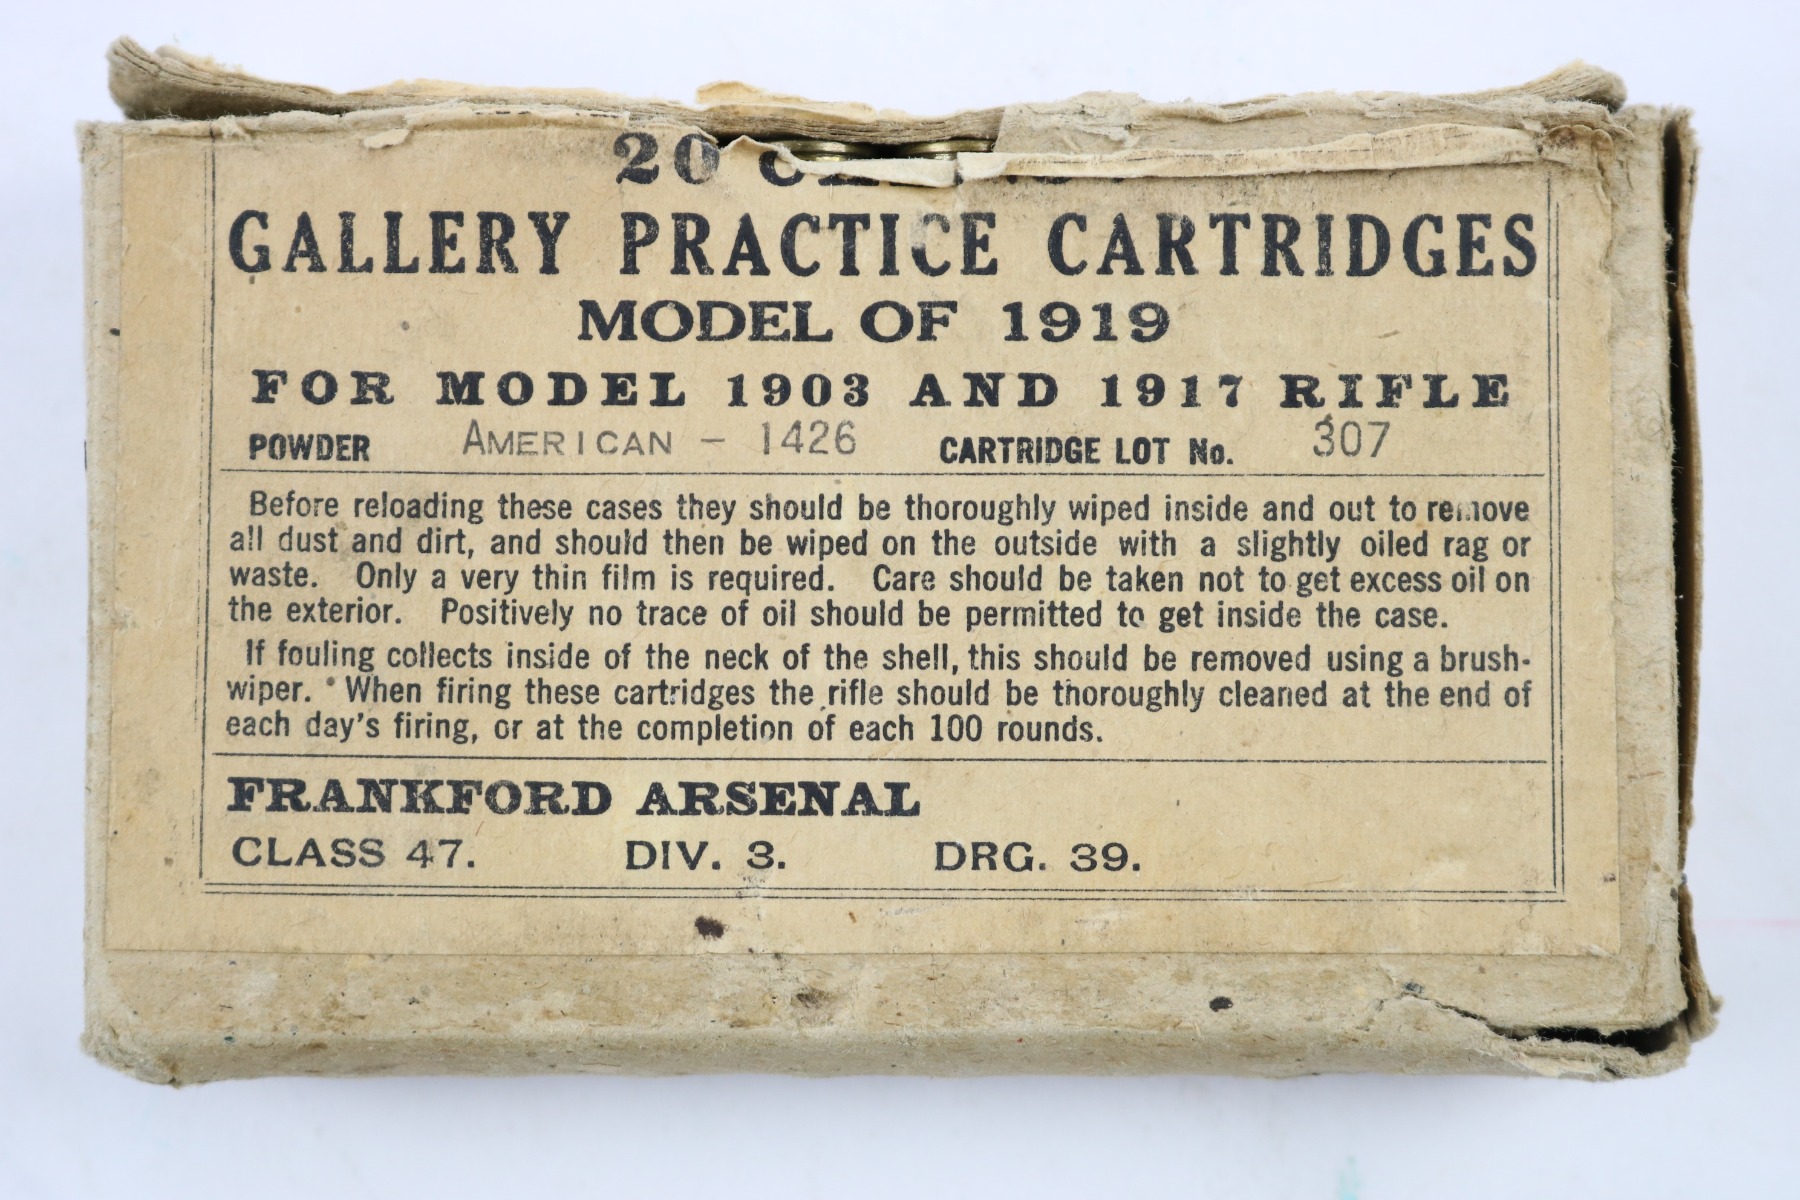 20
GALLERY PRACTICE CARTRIDGES
MODEL OF 1919
FOR MODEL 1903 AND 1917 RIFLE
POWDER AMERICAN - 1426 CARTRIDGE LOT No. 307
Before reloading these cases they should be thoroughly wiped inside and out to remove
all dust and dirt, and should then be wiped on the outside with a slightly oiled rag or
waste. Only a very thin film is required. Care should be taken not to get excess oil on
the exterior. Positively no trace of oil should be permitted to get inside the case.
If fouling collects inside of the neck of the shell, this should be removed using a brush-
wiper. When firing these cartridges the rifle should be thoroughly cleaned at the end of
each day's firing, or at the completion of each 100 rounds.
FRANKFORD ARSENAL
CLASS 47. DIV. 3. DRG. 39.